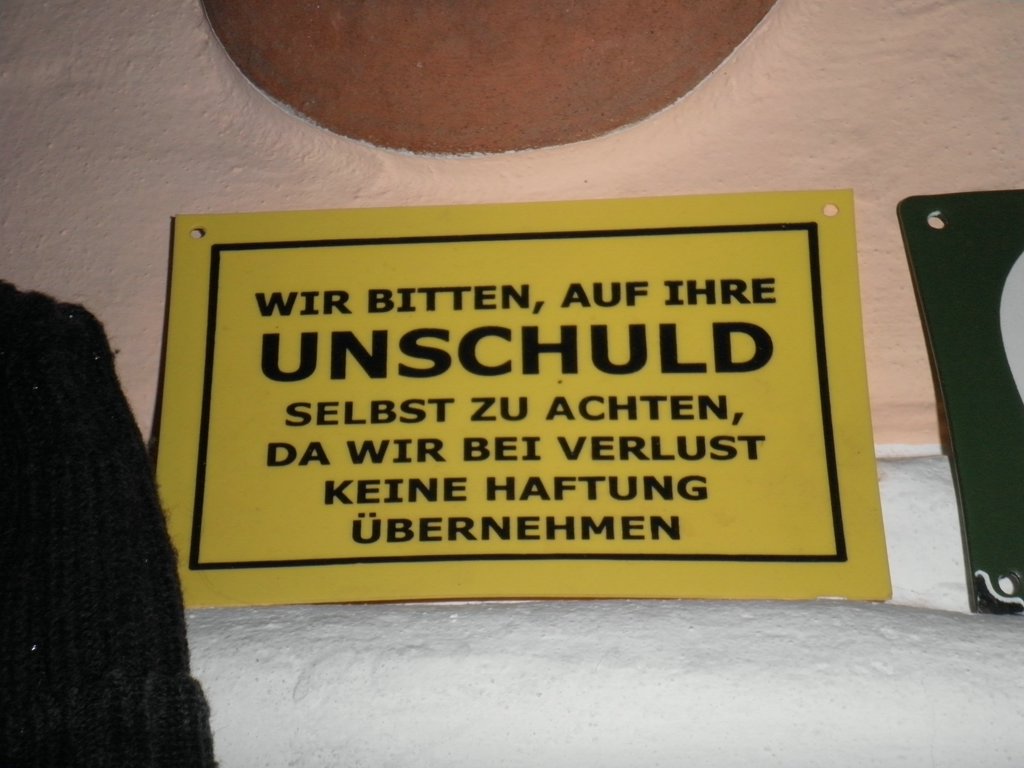 WIR BITTEN, AUF IHRE
UNSCHULD
SELBST ZU ACHTEN,
DA WIR BEI VERLUST
KEINE HAFTUNG
ÜBERNEHMEN